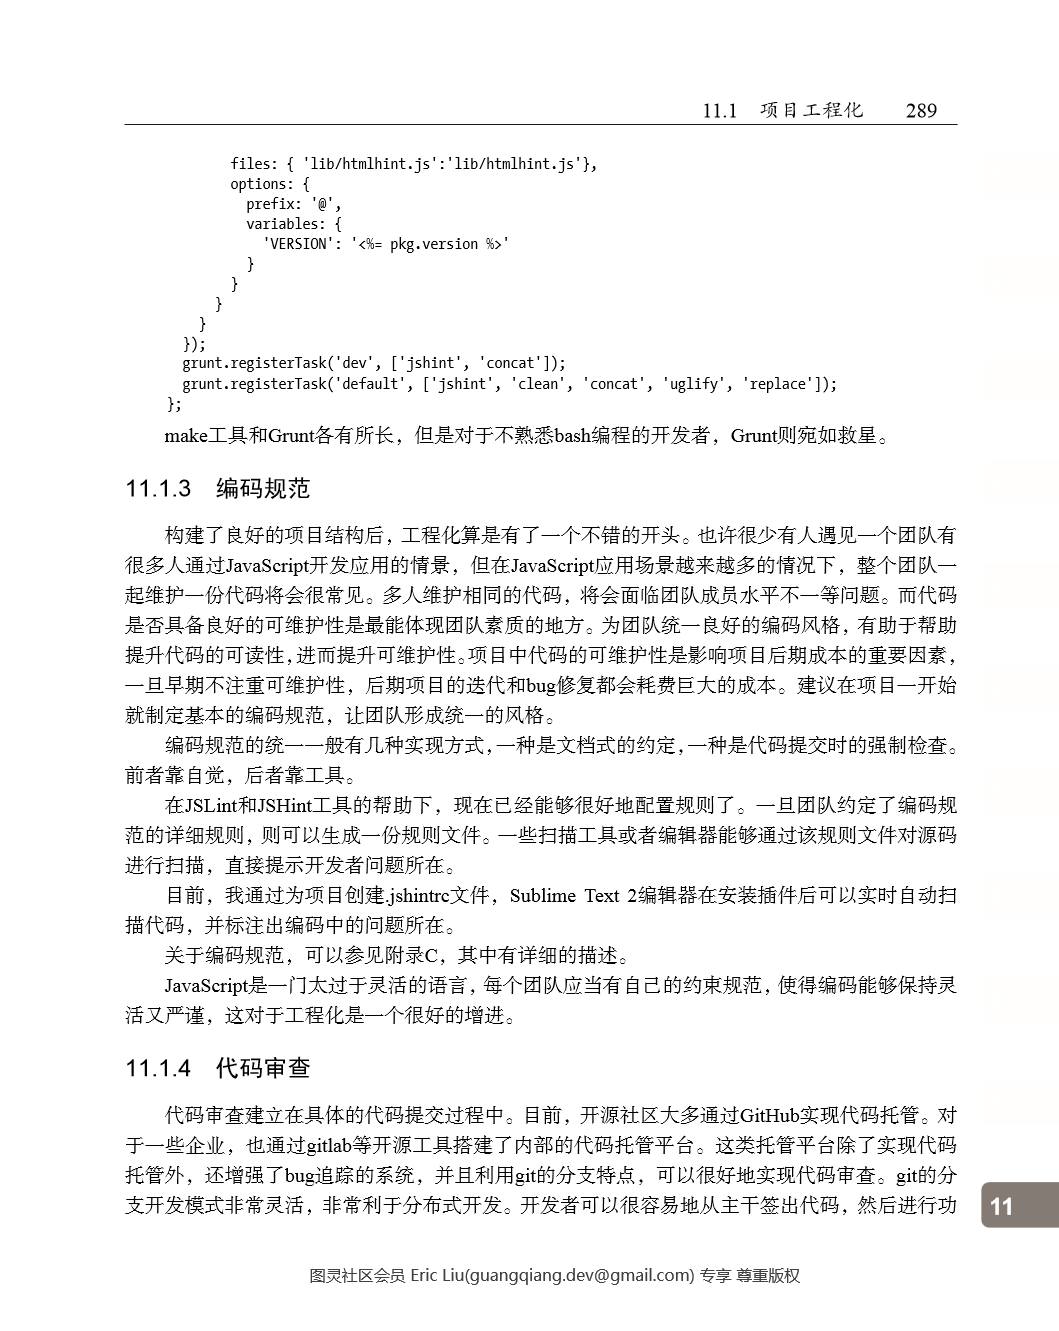 11.1 项目工程化 289
files: { 'lib/htmlhint.js':'lib/htmlhint.js'},
options: {
prefix: '@',
variables: {
'VERSION': '<%= pkg.version %>'
}
}
}
}
});
grunt.registerTask('dev', ['jshint', 'concat']);
grunt.registerTask('default', ['jshint', 'clean', 'concat', 'uglify', 'replace']);
};
make工具和Grunt各有所长，但是对于不熟悉bash编程的开发者，Grunt则宛如救星。
11.1.3 编码规范
构建了良好的项目结构后，工程化算是有了一个不错的开头。也许很少有人遇见一个团队有
很多人通过JavaScript开发应用的情景，但在JavaScript应用场景越来越多的情况下，整个团队一
起维护一份代码将会很常见。多人维护相同的代码，将会面临团队成员水平不一等问题。而代码
是否具备良好的可维护性是最能体现团队素质的地方。为团队统一良好的编码风格，有助于帮助
提升代码的可读性，进而提升可维护性。项目中代码的可维护性是影响项目后期成本的重要因素，
一旦早期不注重可维护性，后期项目的迭代和bug修复都会耗费巨大的成本。建议在项目一开始
就制定基本的编码规范，让团队形成统一的风格。
编码规范的统一一般有几种实现方式，一种是文档式的约定，一种是代码提交时的强制检查。
前者靠自觉，后者靠工具。
在JSLint和JSHint工具的帮助下，现在已经能够很好地配置规则了。一旦团队约定了编码规
范的详细规则，则可以生成一份规则文件。一些扫描工具或者编辑器能够通过该规则文件对源码
进行扫描，直接提示开发者问题所在。
目前，我通过为项目创建.jshintrc文件，Sublime Text 2编辑器在安装插件后可以实时自动扫
描代码，并标注出编码中的问题所在。
关于编码规范，可以参见附录C，其中有详细的描述。
JavaScript是一门太过于灵活的语言，每个团队应当有自己的约束规范，使得编码能够保持灵
活又严谨，这对于工程化是一个很好的增进。
11.1.4 代码审查
代码审查建立在具体的代码提交过程中。目前，开源社区大多通过GitHub实现代码托管。对
于一些企业，也通过gitlab等开源工具搭建了内部的代码托管平台。这类托管平台除了实现代码
托管外，还增强了bug追踪的系统，并且利用git的分支特点，可以很好地实现代码审查。git的分
支开发模式非常灵活，非常利于分布式开发。开发者可以很容易地从主干签出代码，然后进行功
11
图灵社区会员 Eric Liu(guangqiang.dev@gmail.com) 专享 尊重版权